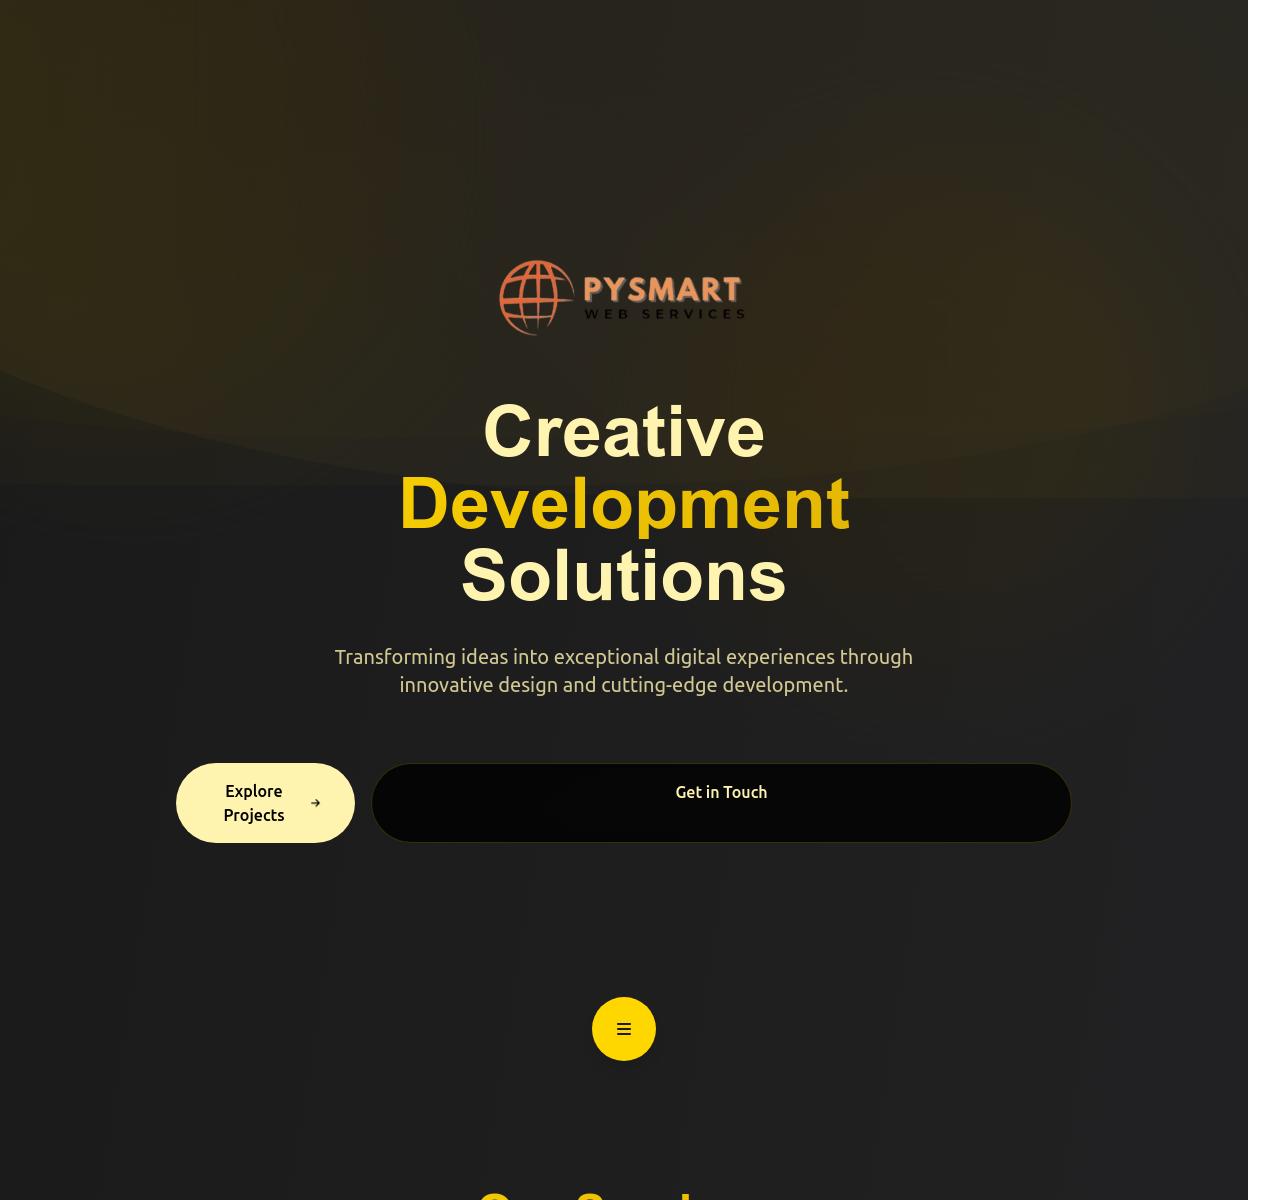 PYSMART
WEB SERVICES
Creative
Development
Solutions
Transforming ideas into exceptional digital experiences through
innovative design and cutting-edge development.
Explore
Projects
Get in Touch